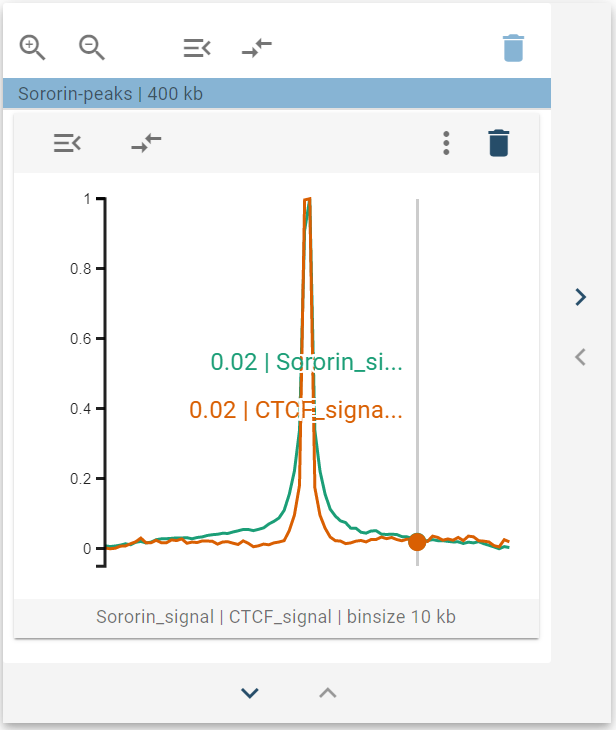 Sororin-peaks | 400 kb
1
0.8
0.6
0.02 | Sororin_si...
0.4
0.02 | CTCF_signa...
0.2
0
Sororin_signal | CTCF_signal | binsize 10 kb